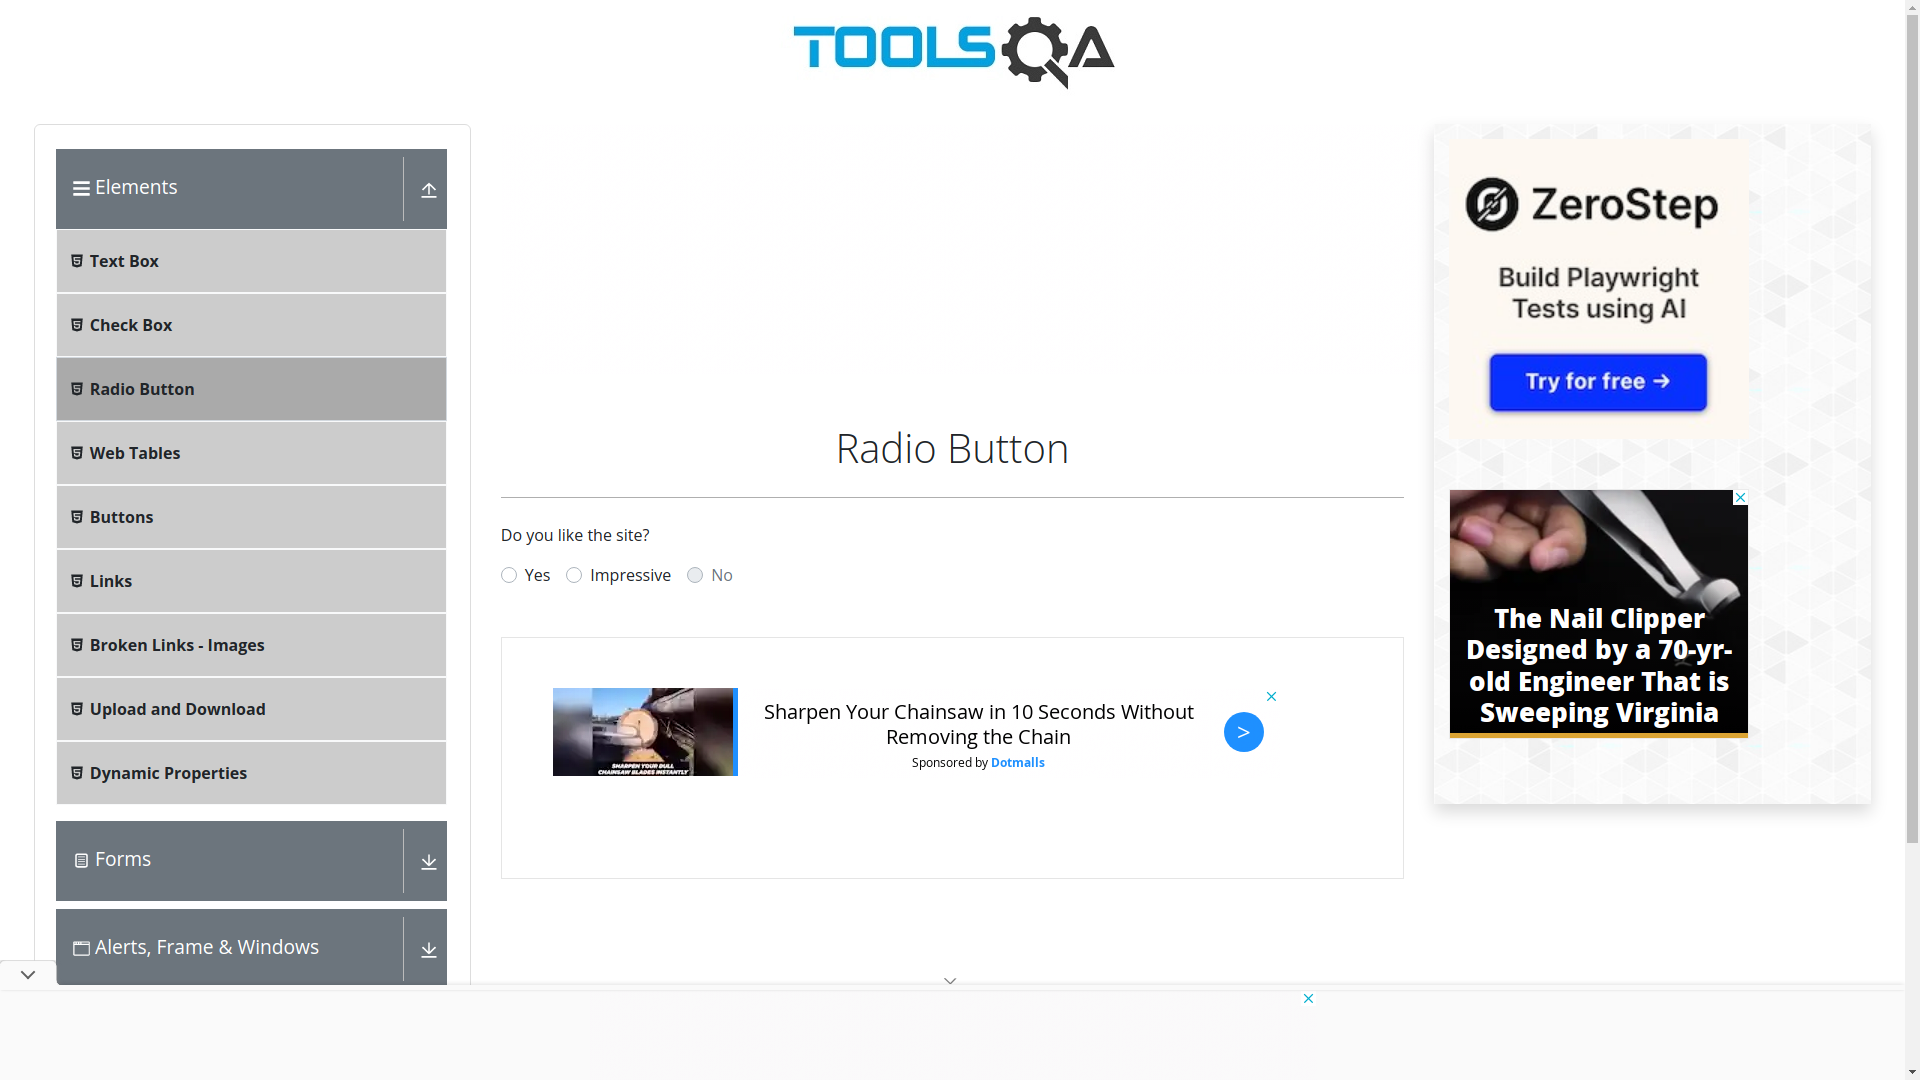 TOOLSQA
Elements
Text Box
Check Box
Radio Button
Web Tables
Buttons
Links
Broken Links - Images
Upload and Download
Dynamic Properties
Forms
Alerts, Frame & Windows
Radio Button
Do you like the site?
Yes
Impressive
No
SHARPEN YOUR DULL
CHAINSAW BLADES INSTANTLY
Sharpen Your Chainsaw in 10 Seconds Without
Removing the Chain
Sponsored by Dotmalls
>
ZeroStep
Build Playwright
Tests using AI
Try for free →
The Nail Clipper
Designed by a 70-yr-
old Engineer That is
Sweeping Virginia